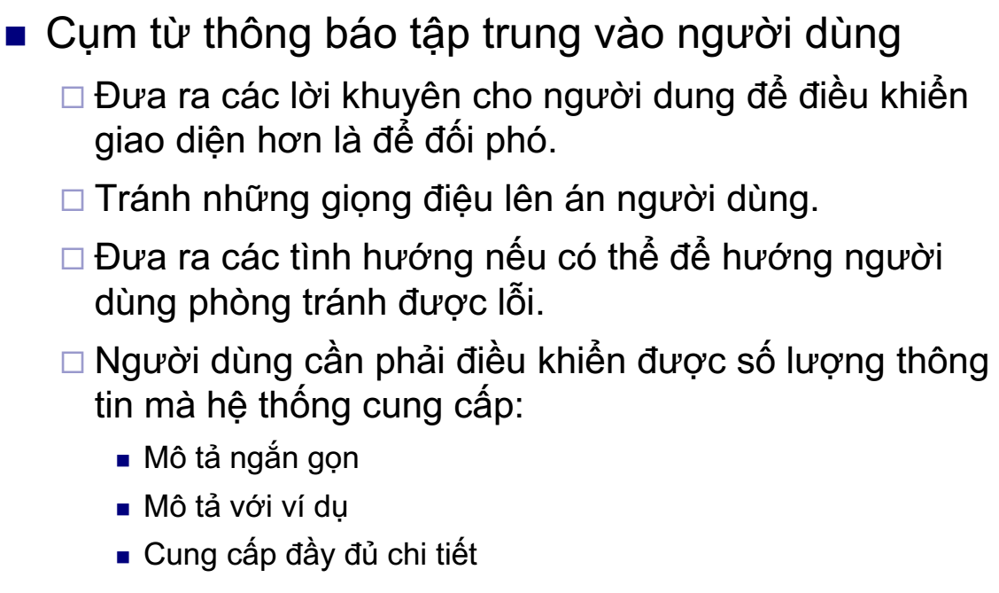 Cụm từ thông báo tập trung vào người dùng
Đưa ra các lời khuyên cho người dung để điều khiển
giao diện hơn là để đối phó.
Tránh những giọng điệu lên án người dùng.
Đưa ra các tình hướng nếu có thể để hướng người
dùng phòng tránh được lỗi.
Người dùng cần phải điều khiển được số lượng thông
tin mà hệ thống cung cấp:
Mô tả ngắn gọn
Mô tả với ví dụ
Cung cấp đầy đủ chi tiết